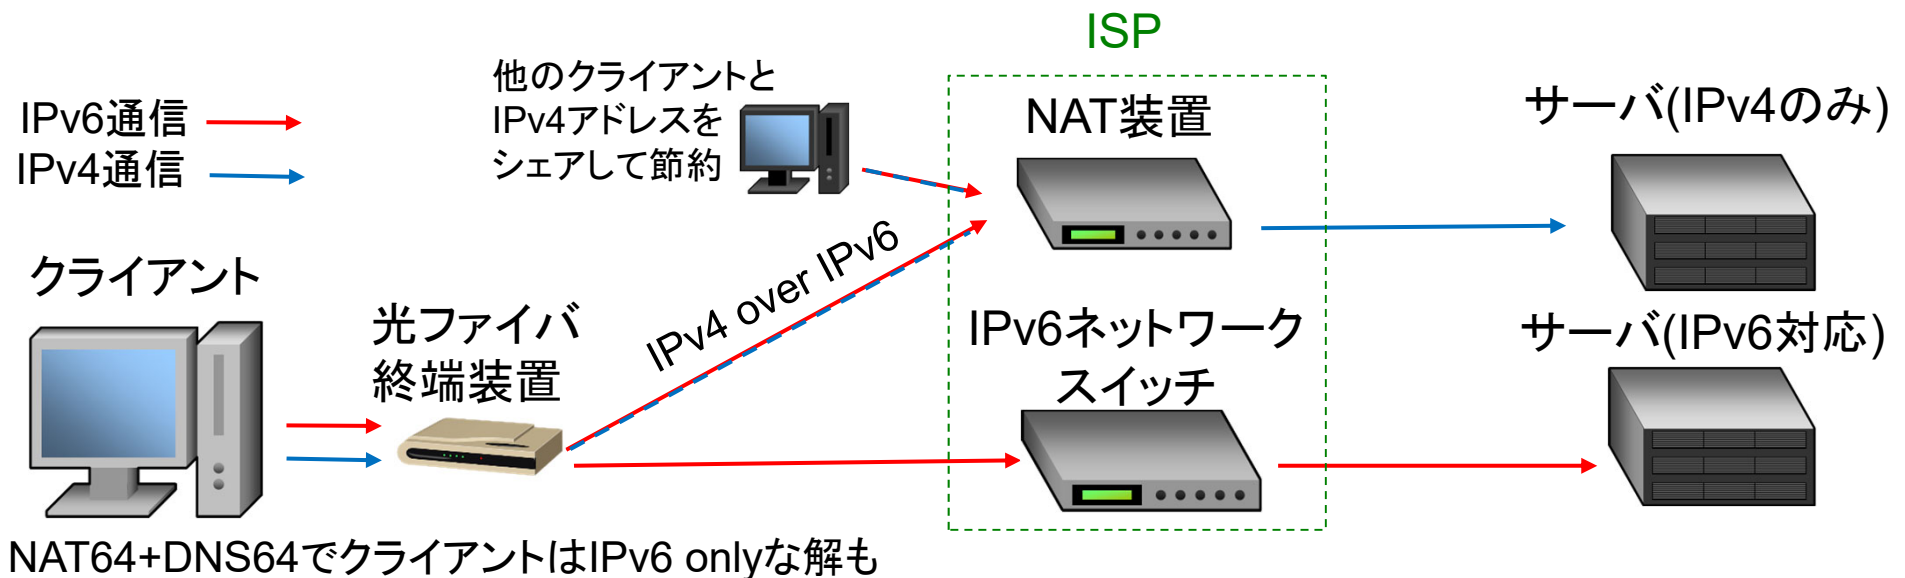 ISP
他のクライアントと
IPv4アドレスを
シェアして節約
IPv6通信
IPv4通信
NAT装置
サーバ(IPv4のみ)
クライアント
光ファイバ
終端装置
IPv4 over IPv6
IPv6ネットワーク
スイッチ
サーバ(IPv6対応)
NAT64+DNS64でクライアントはIPv6 onlyな解も